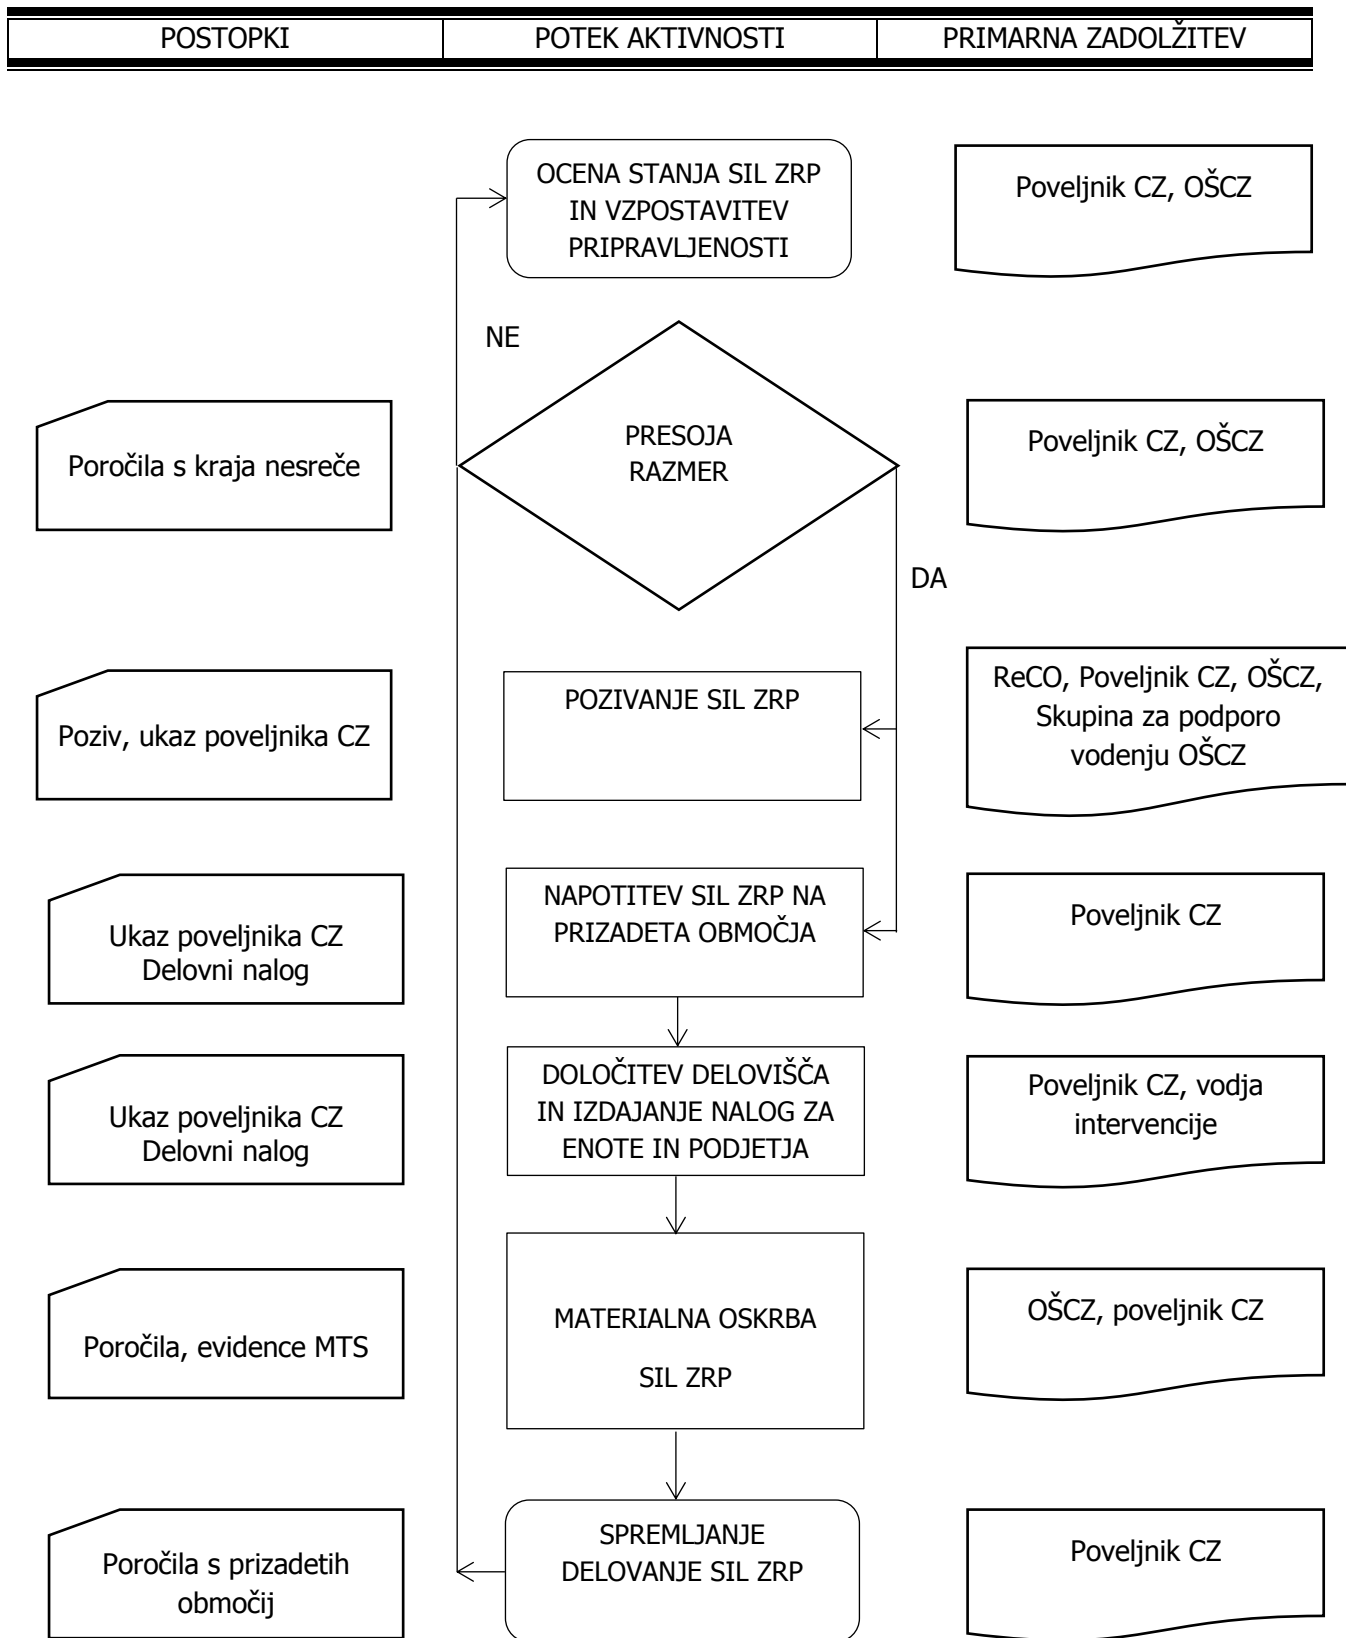 POSTOPKI
POTEK AKTIVNOSTI
PRIMARNA ZADOLŽITEV
OCENA STANJA SIL ZRP
IN VZPOSTAVITEV
PRIPRAVLJENOSTI
Poveljnik CZ, OŠCZ
NE
Poročila s kraja nesreče
PRESOJA
RAZMER
Poveljnik CZ, OŠCZ
DA
Poziv, ukaz poveljnika CZ
POZIVANJE SIL ZRP
ReCO, Poveljnik CZ, OŠCZ,
Skupina za podporo
vodenju OŠCZ
Ukaz poveljnika CZ
Delovni nalog
NAPOTITEV SIL ZRP NA
PRIZADETA OBMOČJA
Poveljnik CZ
Ukaz poveljnika CZ
Delovni nalog
DOLOČITEV DELOVIŠČA
IN IZDAJANJE NALOG ZA
ENOTE IN PODJETJA
Poveljnik CZ, vodja
intervencije
Poročila, evidence MTS
MATERIALNA OSKRBA
SIL ZRP
OŠCZ, poveljnik CZ
Poročila s prizadetih
območij
SPREMLJANJE
DELOVANJE SIL ZRP
Poveljnik CZ